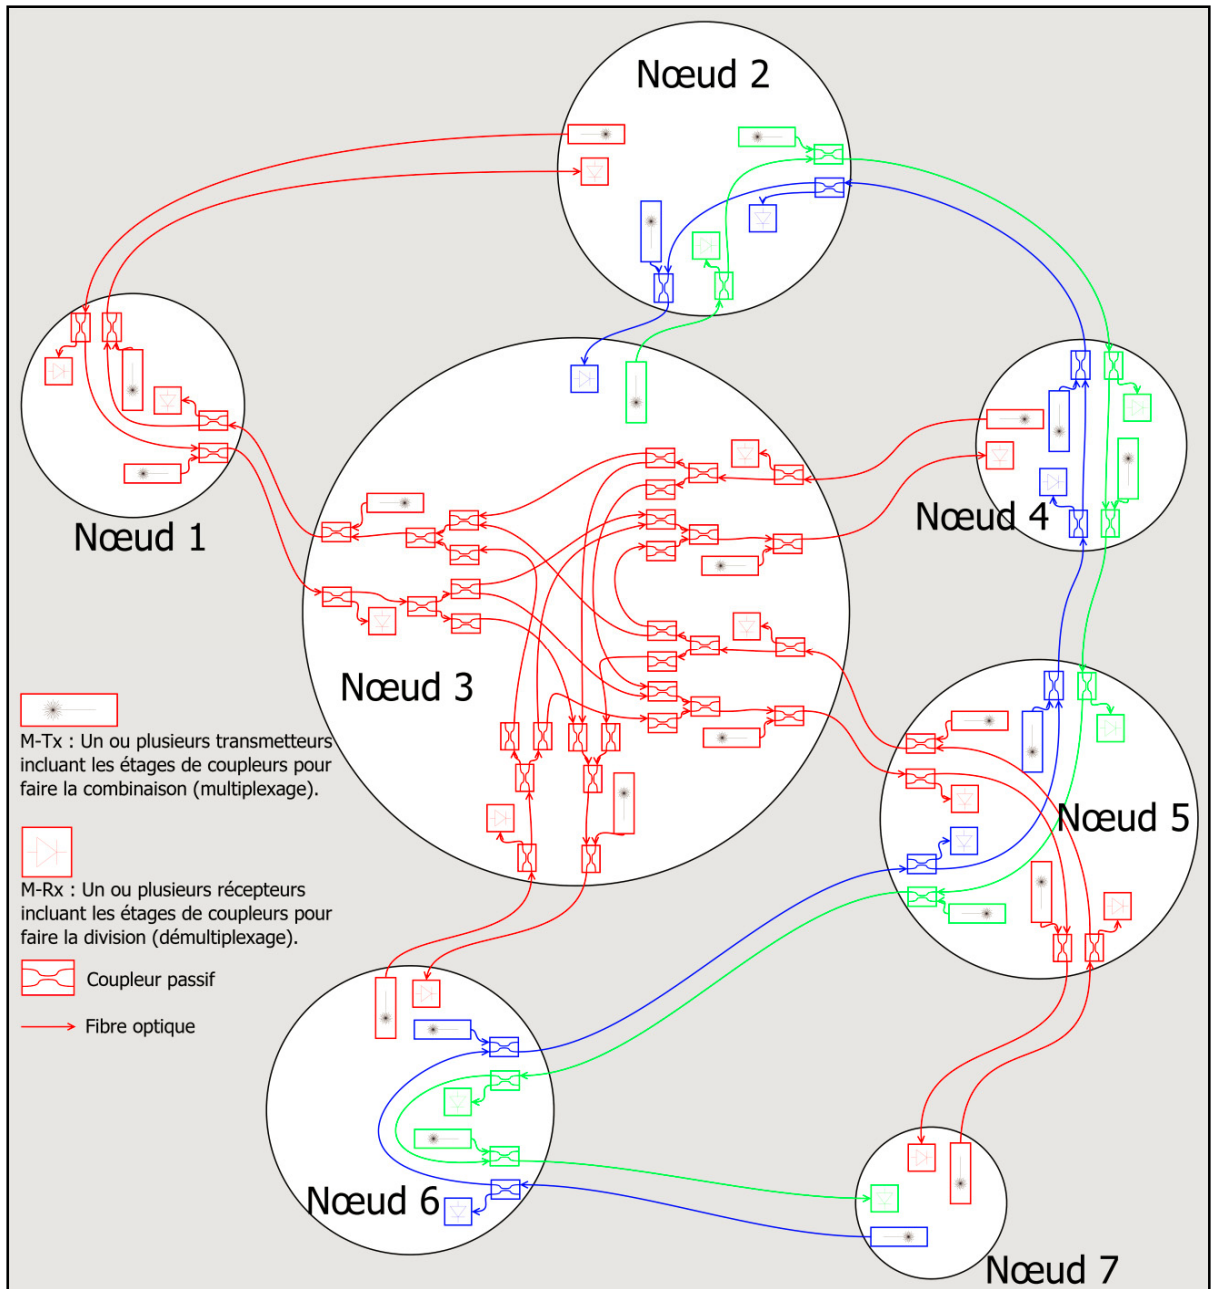 Nœud 2
Nœud 1
Nœud 4
Nœud 3
M-Tx : Un ou plusieurs transmetteurs
incluant les étages de coupleurs pour
faire la combinaison (multiplexage).
Nœud 5
M-Rx : Un ou plusieurs récepteurs
incluant les étages de coupleurs pour
faire la division (démultiplexage).
Coupleur passif
Fibre optique
Nœud 6
Nœud 7